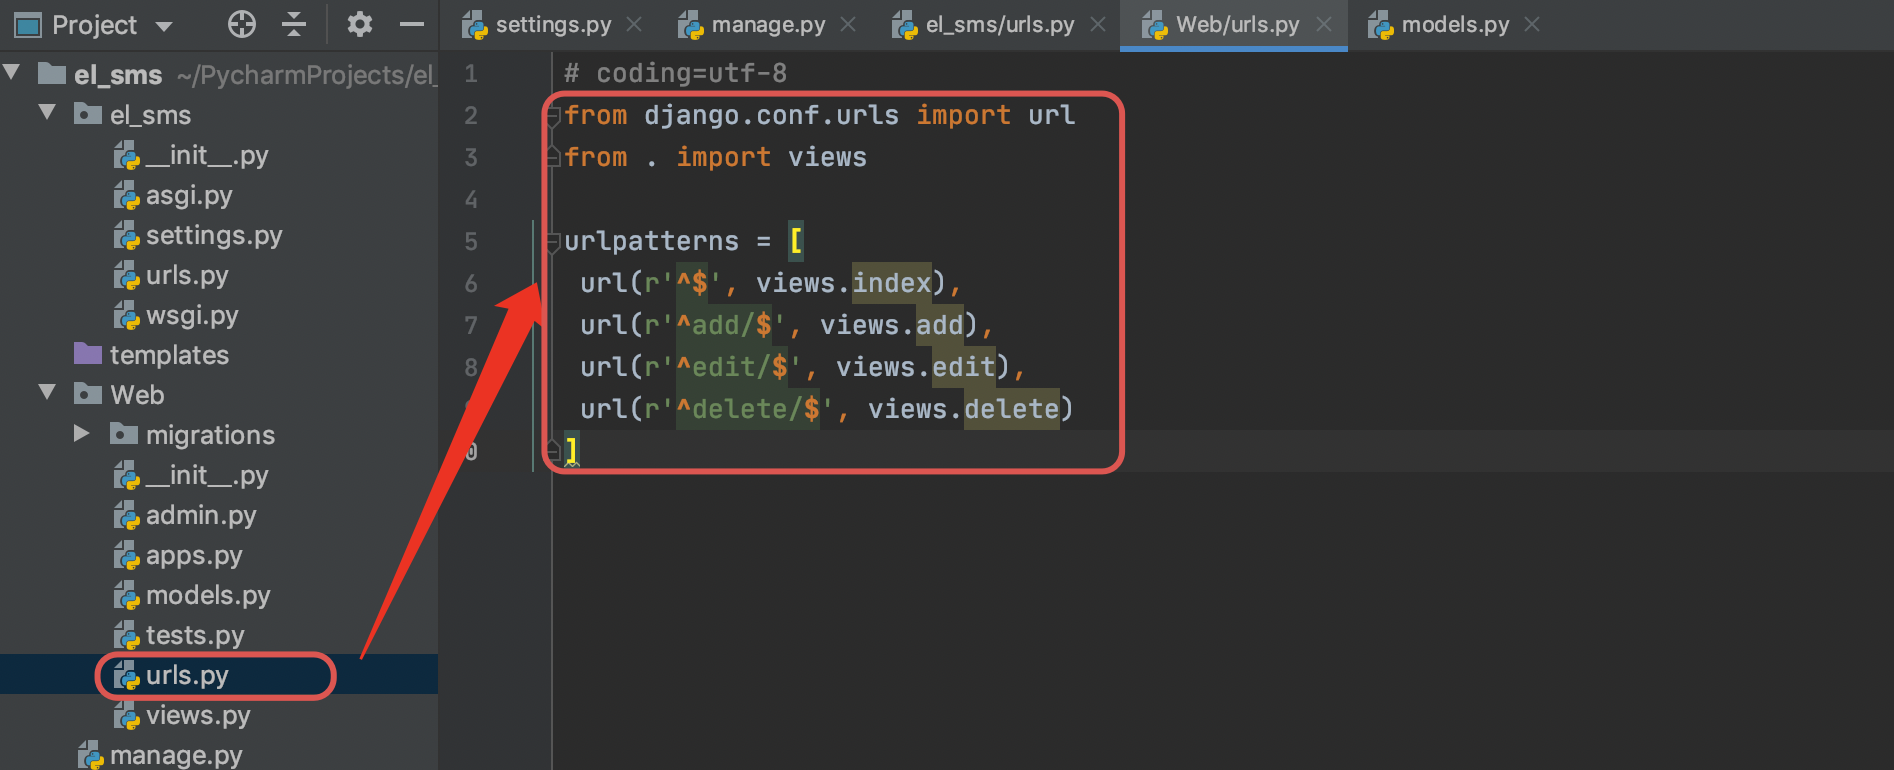 Project
settings.py
manage.py
el_sms/urls.py
Web/urls.py
models.py
el_sms ~/PycharmProjects/el_
el_sms
__init__.py
asgi.py
settings.py
urls.py
wsgi.py
templates
Web
migrations
__init__.py
admin.py
apps.py
models.py
tests.py
urls.py
views.py
manage.py
1 # coding=utf-8
2 from django.conf.urls import url
3 from . import views
4
5 urlpatterns = [
6 url(r'^$', views.index),
7 url(r'^add/$', views.add),
8 url(r'^edit/$', views.edit),
url(r'^delete/$', views.delete)
0 ]